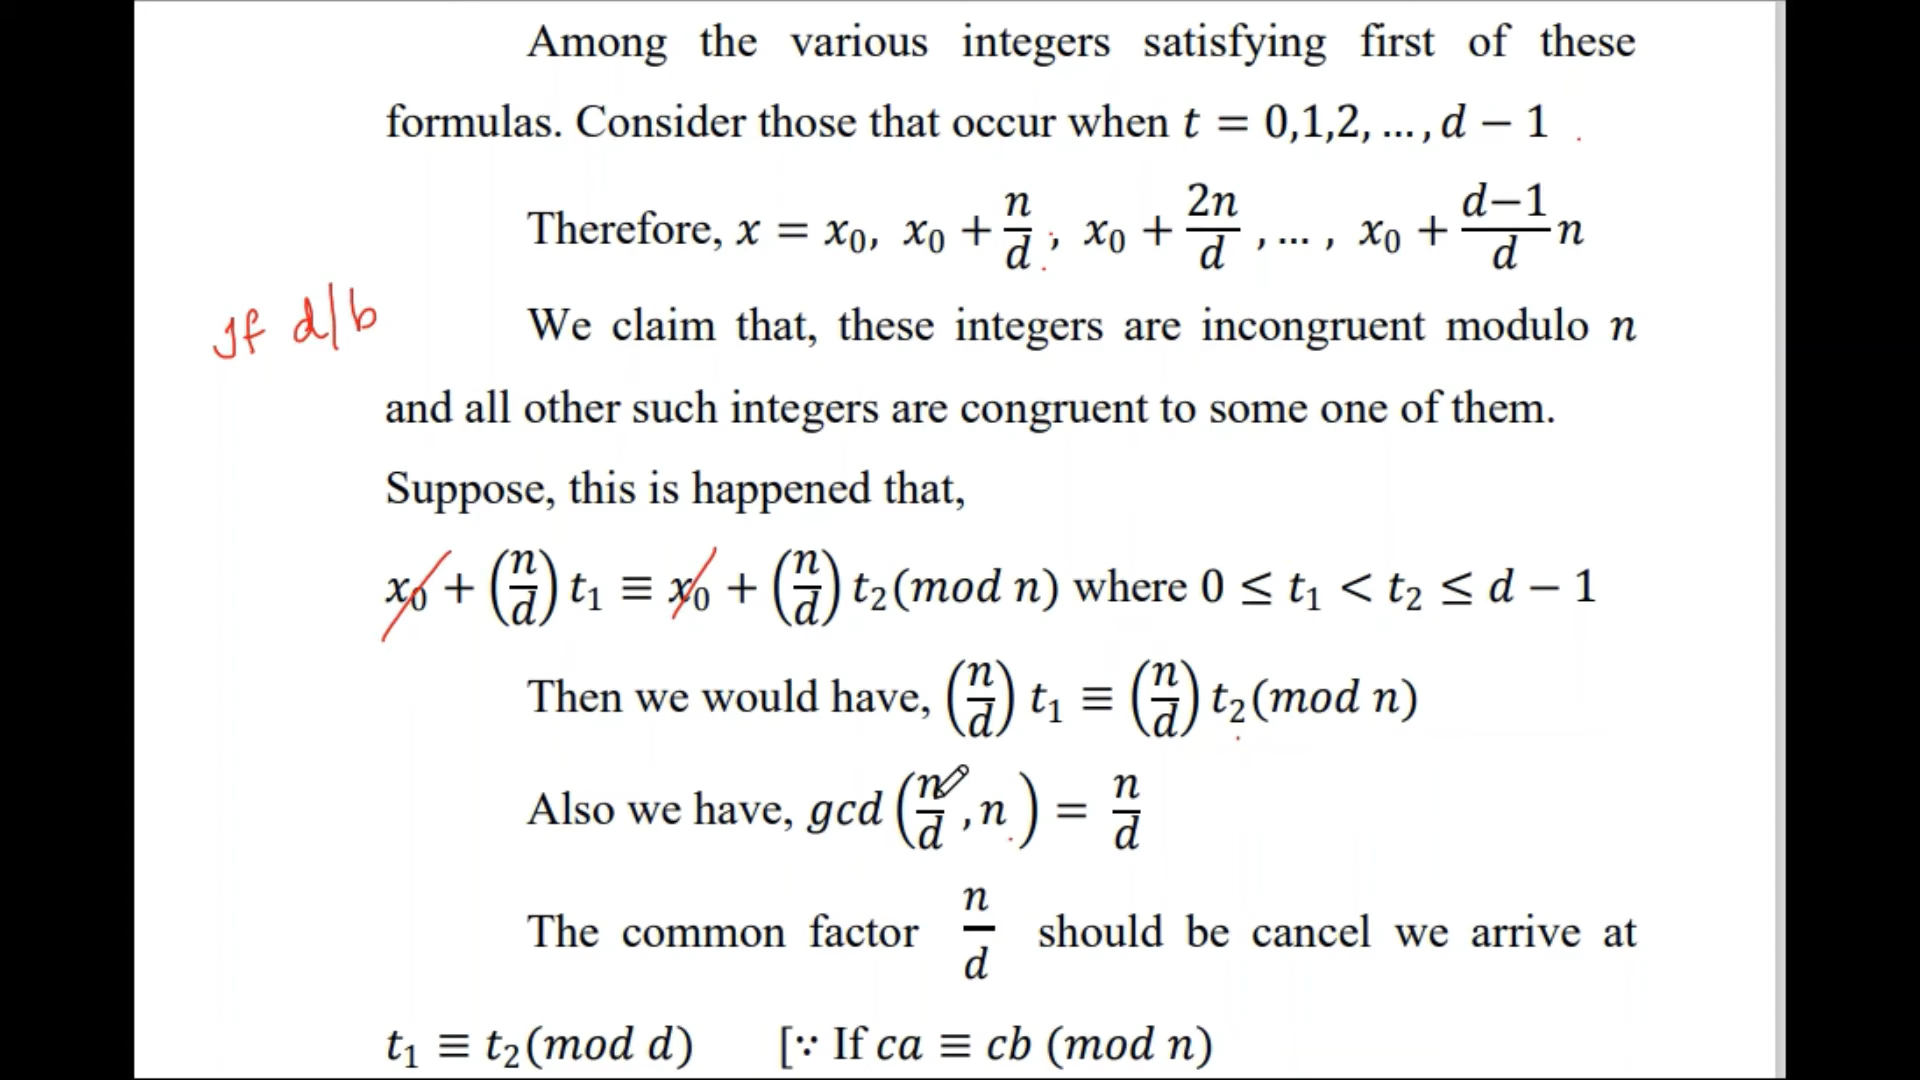 Among the various integers satisfying first of these
formulas. Consider those that occur when t = 0,1,2, ... , d − 1
Therefore, x = x₀, x₀ + n/d , x₀ + 2n/d , ... , x₀ + (d−1)/d n
If d/b
We claim that, these integers are incongruent modulo n
and all other such integers are congruent to some one of them.
Suppose, this is happened that,
x₀ + (n/d) t₁ ≡ x₀ + (n/d) t₂(mod n) where 0 ≤ t₁ < t₂ ≤ d − 1
Then we would have, (n/d) t₁ ≡ (n/d) t₂(mod n)
Also we have, gcd (n/d , n ) = n/d
The common factor n/d should be cancel we arrive at
t₁ ≡ t₂(mod d) [∵ If ca ≡ cb (mod n)